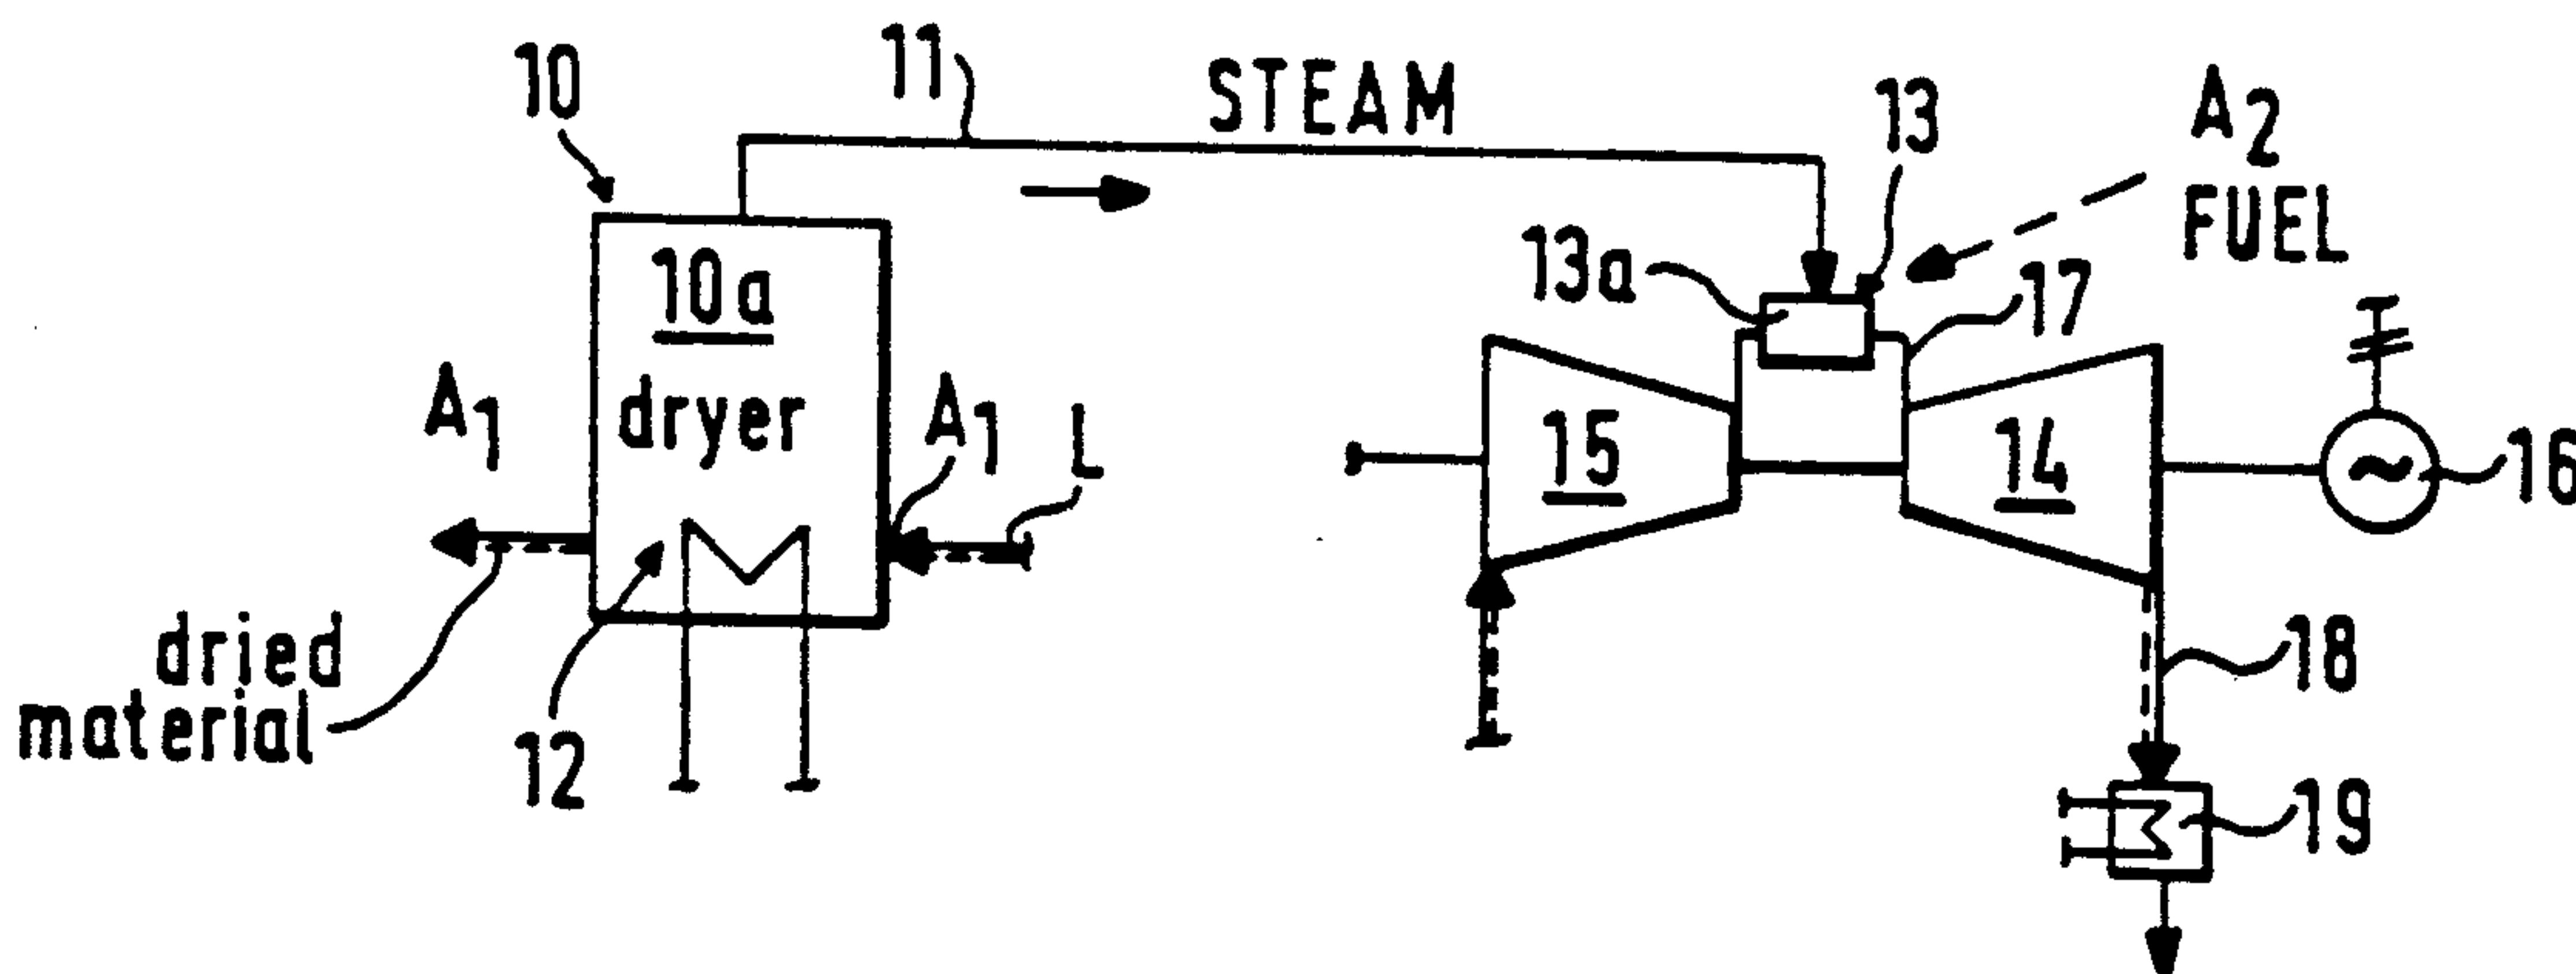 10
11
STEAM
13
A2
FUEL
10a
13a
17
dryer
A1
A1
L
15
14
16
dried
material
12
18
19